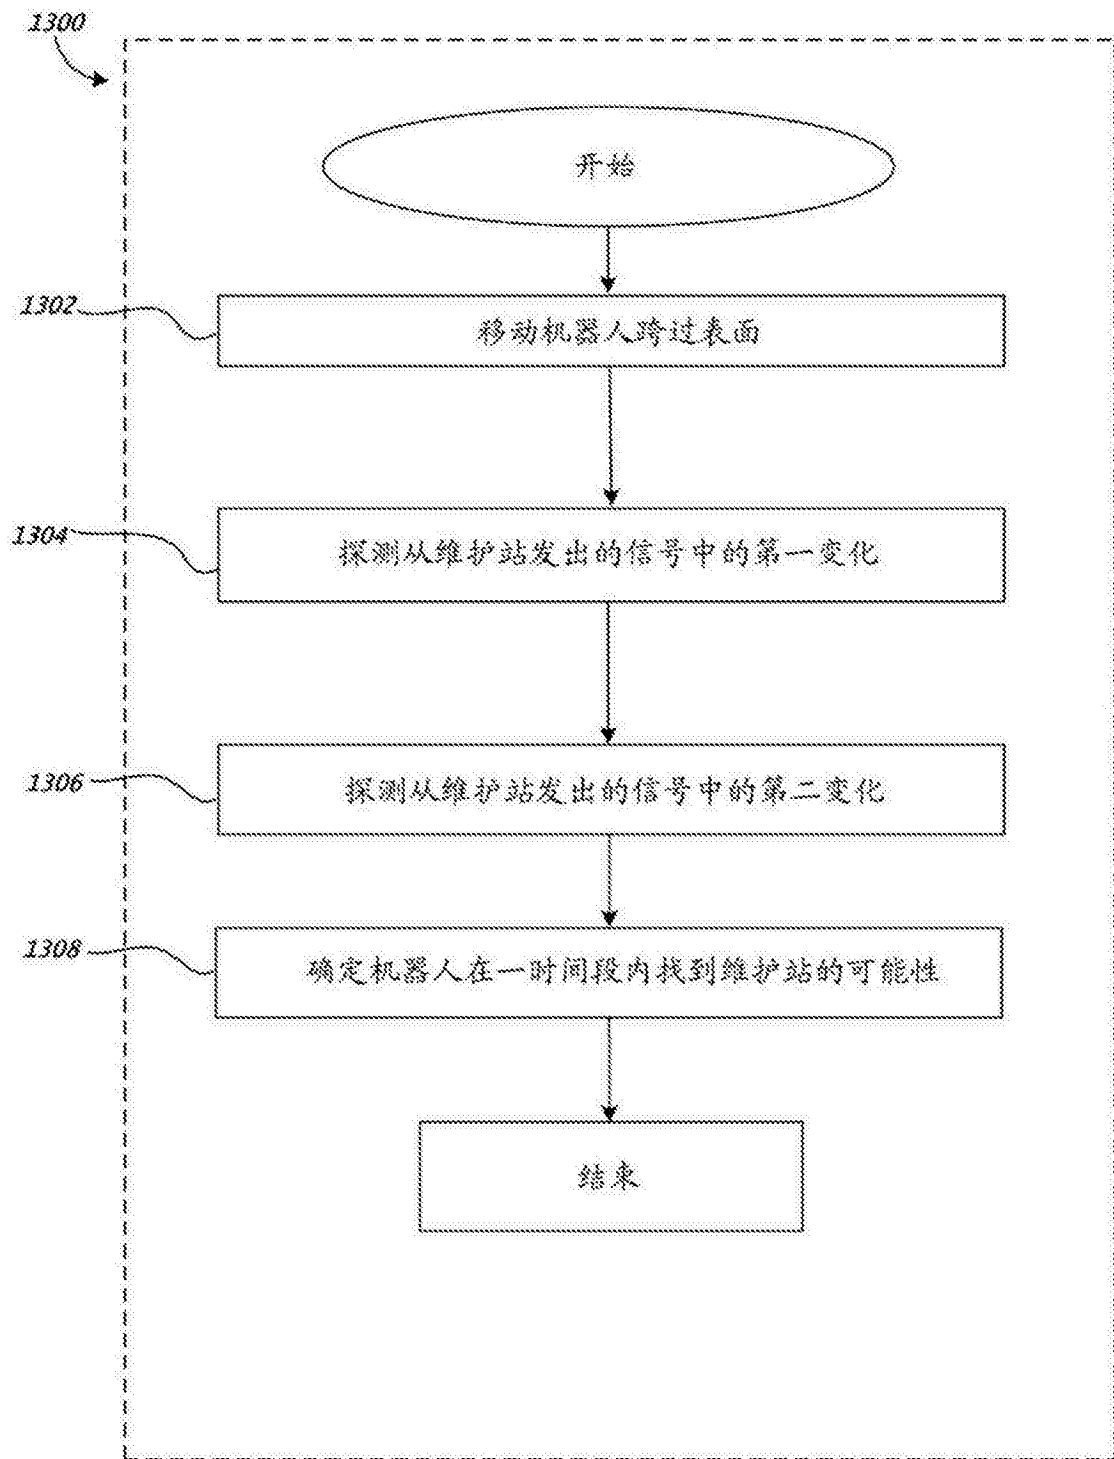 1300
开始
1302
移动机器人跨过表面
1304
探测从维护站发出的信号中的第一变化
1306
探测从维护站发出的信号中的第二变化
1308
确定机器人在一时间段内找到维护站的可能性
结束